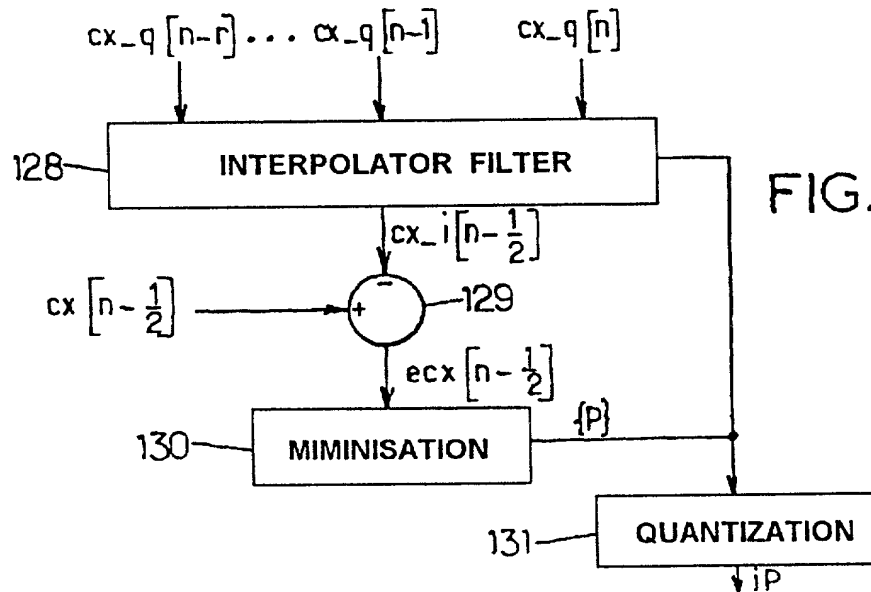 cx_q[n-r] ... cx_q[n-1] cx_q[n]
128
INTERPOLATOR FILTER
FIG.
cx_i[n-1/2]
-
cx[n-1/2]
+
129
ecx[n-1/2]
130
MIMINISATION
{P}
131
QUANTIZATION
iP